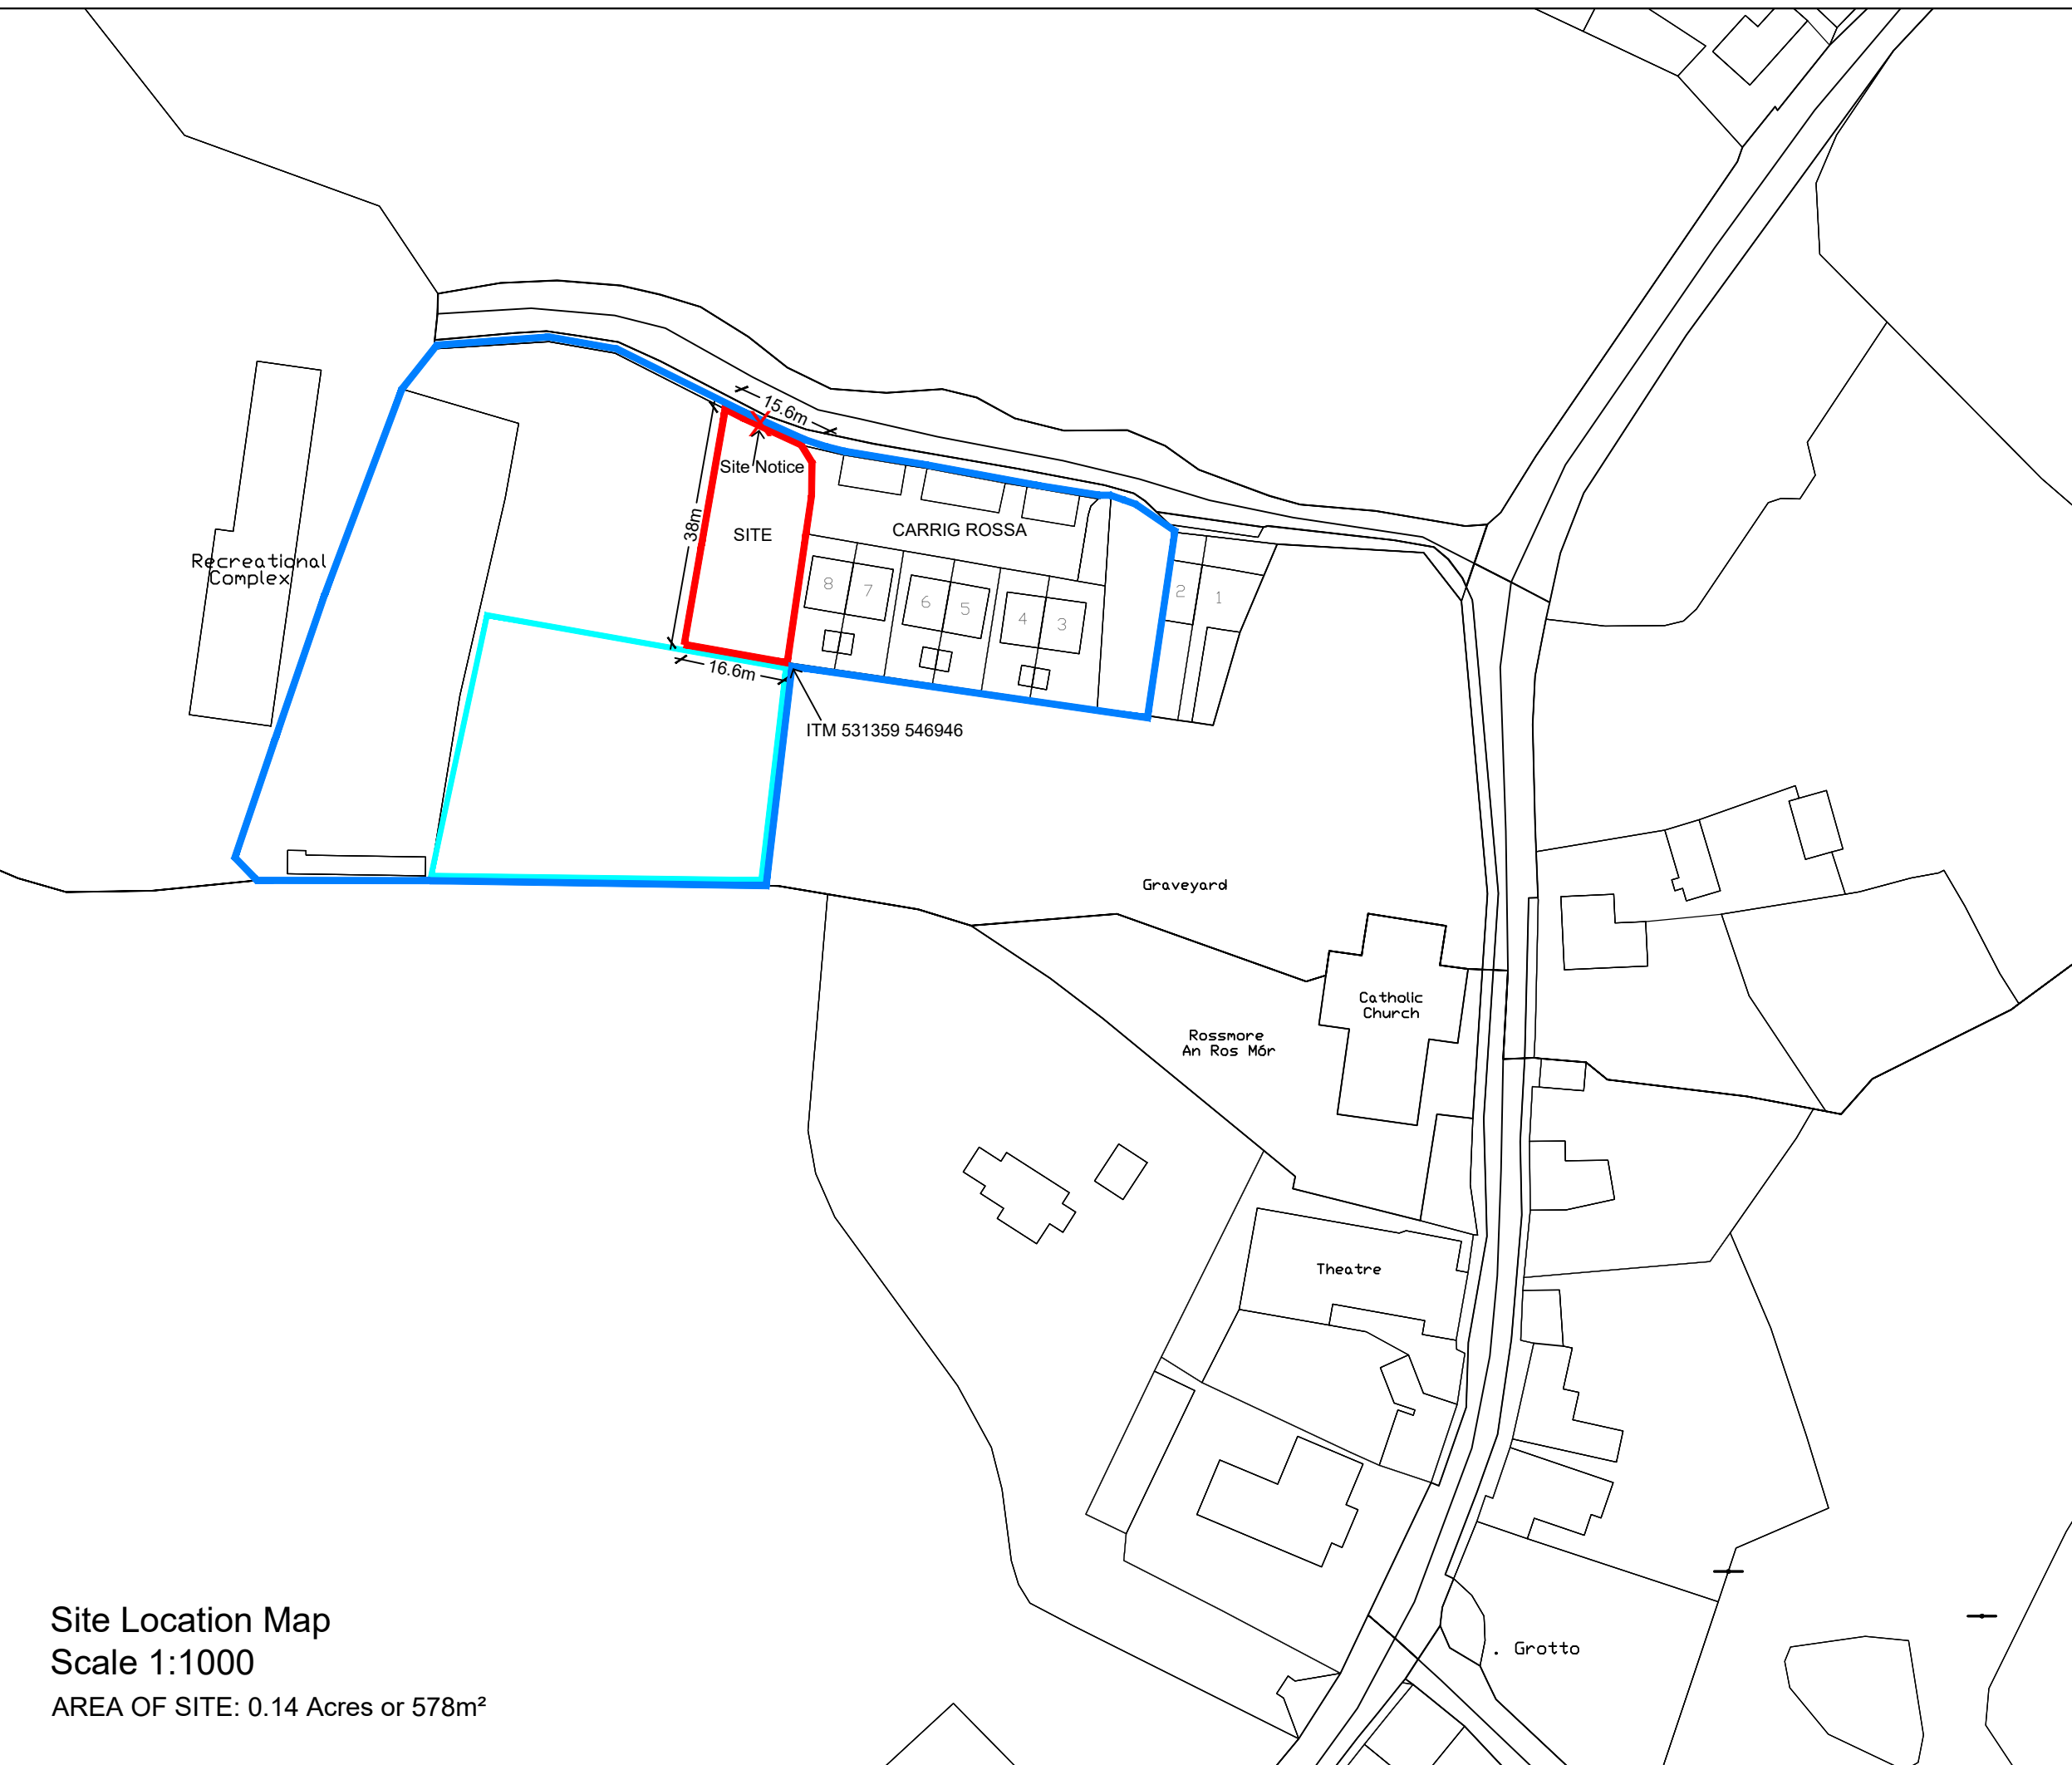 15.6m
Site Notice
38m
SITE
CARRIG ROSSA
Recreational
Complex
8
7
6
5
4
3
2
1
16.6m
ITM 531359 546946
Graveyard
Catholic
Church
Rossmore
An Ros Mór
Theatre
Grotto
Site Location Map
Scale 1:1000
AREA OF SITE: 0.14 Acres or 578m²